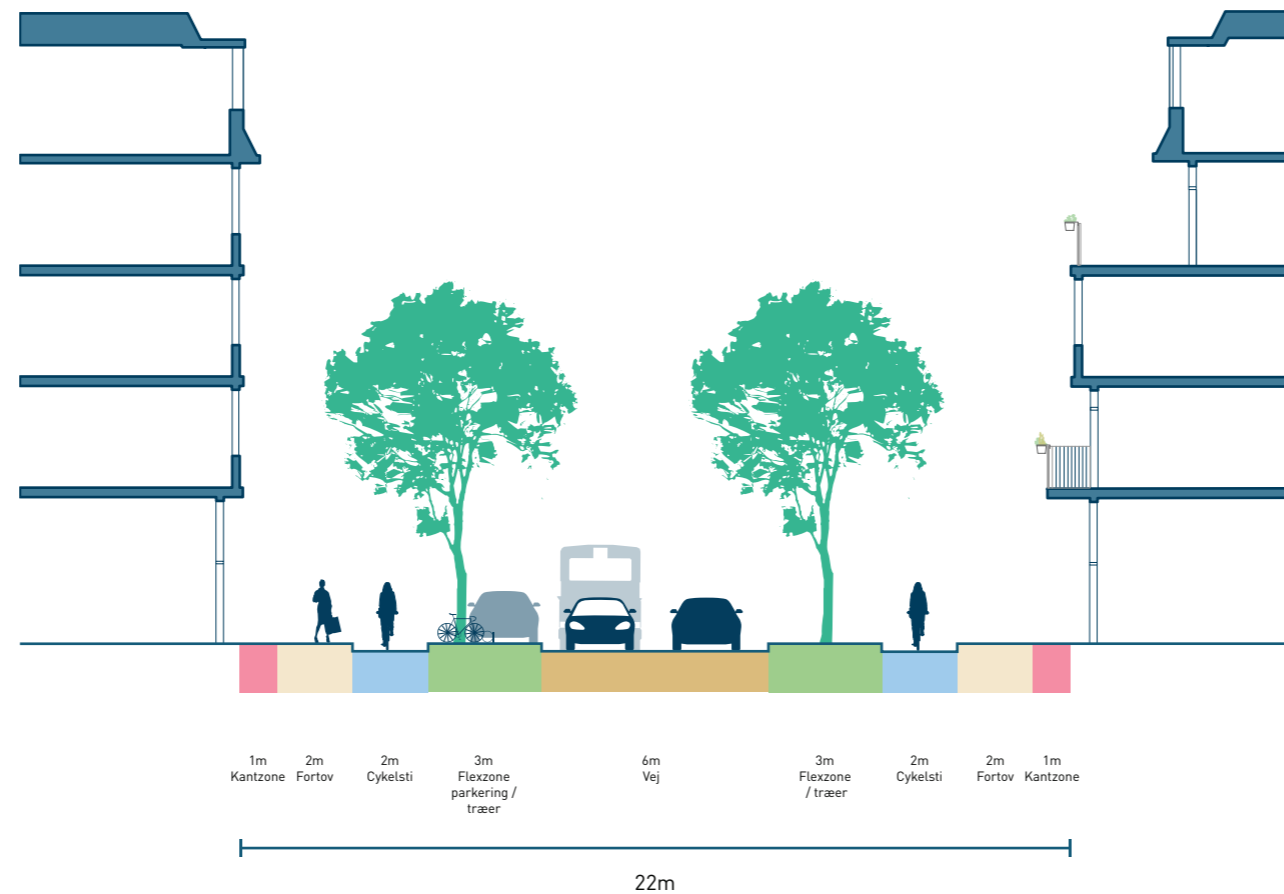 1m
Kantzone
2m
Fortov
2m
Cykelsti
3m
Flexzone
parkering /
træer
6m
Vej
3m
Flexzone
/ træer
2m
Cykelsti
2m
Fortov
1m
Kantzone
22m